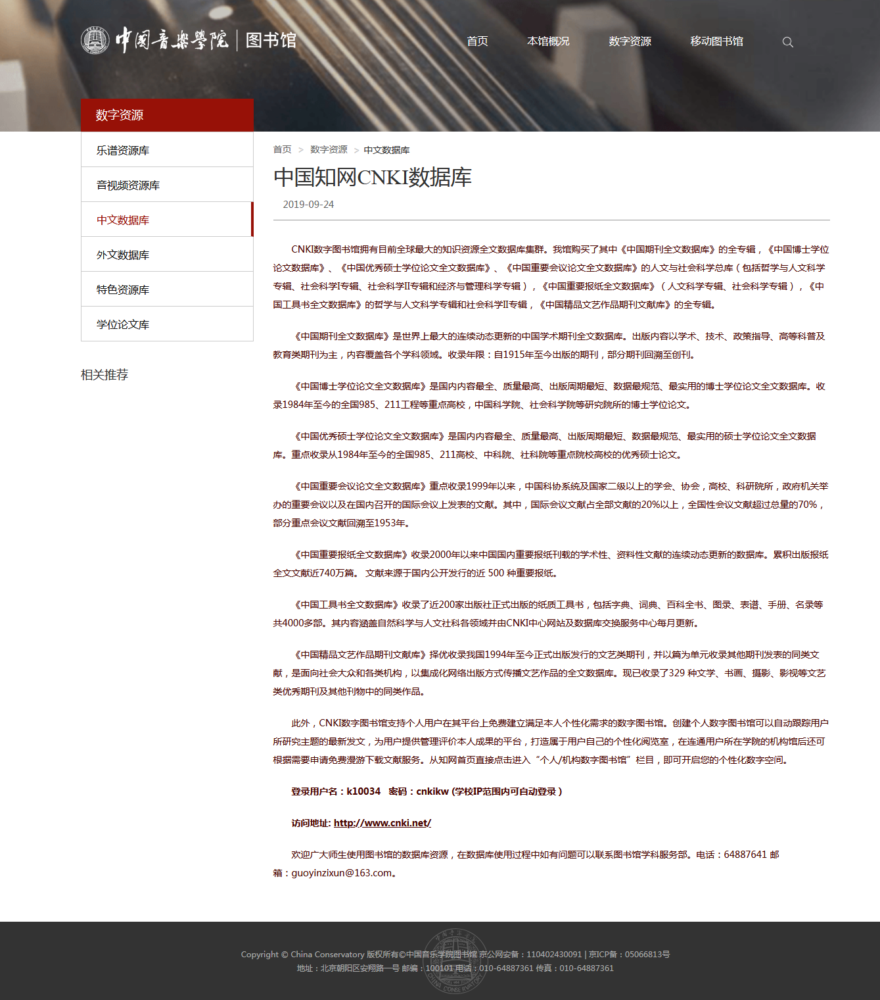 中国音乐学院 | 图书馆
首页 本馆概况 数字资源 移动图书馆
数字资源
乐谱资源库
音视频资源库
中文数据库
外文数据库
特色资源库
学位论文库
相关推荐
首页 > 数字资源 > 中文数据库
中国知网CNKI数据库
2019-09-24
CNKI数字图书馆拥有目前全球最大的知识资源全文数据库集群。我馆购买了其中《中国期刊全文数据库》的全专辑，《中国博士学位
论文数据库》、《中国优秀硕士学位论文全文数据库》、《中国重要会议论文全文数据库》的人文与社会科学总库（包括哲学与人文科学
专辑、社会科学I专辑、社会科学II专辑和经济与管理科学专辑），《中国重要报纸全文数据库》（人文科学专辑、社会科学专辑），《中
国工具书全文数据库》的哲学与人文科学专辑和社会科学II专辑，《中国精品文艺作品期刊文献库》的全专辑。
《中国期刊全文数据库》是世界上最大的连续动态更新的中国学术期刊全文数据库。出版内容以学术、技术、政策指导、高等科普及
教育类期刊为主，内容覆盖各个学科领域。收录年限：自1915年至今出版的期刊，部分期刊回溯至创刊。
《中国博士学位论文全文数据库》是国内内容最全、质量最高、出版周期最短、数据最规范、最实用的博士学位论文全文数据库。收
录1984年至今的全国985、211工程等重点高校，中国科学院、社会科学院等研究院所的博士学位论文。
《中国优秀硕士学位论文全文数据库》是国内内容最全、质量最高、出版周期最短、数据最规范、最实用的硕士学位论文全文数据
库。重点收录从1984年至今的全国985、211高校、中科院、社科院等重点院校高校的优秀硕士论文。
《中国重要会议论文全文数据库》重点收录1999年以来，中国科协系统及国家二级以上的学会、协会，高校、科研院所，政府机关举
办的重要会议以及在国内召开的国际会议上发表的文献。其中，国际会议文献占全部文献的20%以上，全国性会议文献超过总量的70%，
部分重点会议文献回溯至1953年。
《中国重要报纸全文数据库》收录2000年以来中国国内重要报纸刊载的学术性、资料性文献的连续动态更新的数据库。累积出版报纸
全文文献近740万篇。 文献来源于国内公开发行的近 500 种重要报纸。
《中国工具书全文数据库》收录了近200家出版社正式出版的纸质工具书，包括字典、词典、百科全书、图录、表谱、手册、名录等
共4000多部。其内容涵盖自然科学与人文社科各领域并由CNKI中心网站及数据库交换服务中心每月更新。
《中国精品文艺作品期刊文献库》择优收录我国1994年至今正式出版发行的文艺类期刊，并以篇为单元收录其他期刊发表的同类文
献，是面向社会大众和各类机构，以集成化网络出版方式传播文艺作品的全文数据库。现已收录了329 种文学、书画、摄影、影视等文艺
类优秀期刊及其他刊物中的同类作品。
此外，CNKI数字图书馆支持个人用户在其平台上免费建立满足本人个性化需求的数字图书馆。创建个人数字图书馆可以自动跟踪用户
所研究主题的最新发文，为用户提供管理评价本人成果的平台，打造属于用户自己的个性化阅览室，在连通用户所在学院的机构馆后还可
根据需要申请免费漫游下载文献服务。从知网首页直接点击进入“个人/机构数字图书馆”栏目，即可开启您的个性化数字空间。
登录用户名：k10034 密码：cnkikw (学校IP范围内可自动登录）
访问地址: http://www.cnki.net/
欢迎广大师生使用图书馆的数据库资源，在数据库使用过程中如有问题可以联系图书馆学科服务部。电话：64887641 邮
箱：guoyinzixun@163.com。
Copyright © China Conservatory 版权所有©中国音乐学院图书馆 京公网安备：110402430091 | 京ICP备：05066813号
地址：北京朝阳区安翔路一号 邮编：100101 电话：010-64887361 传真：010-64887361